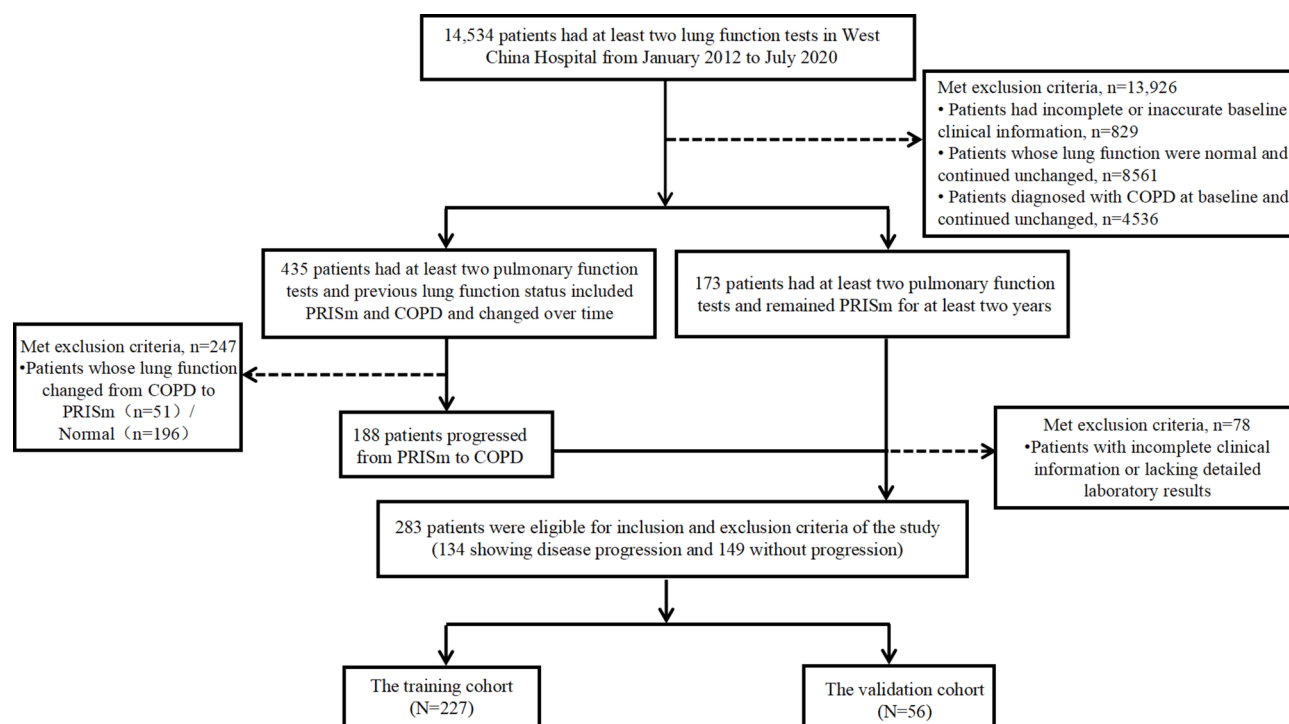 14,534 patients had at least two lung function tests in West
China Hospital from January 2012 to July 2020
Met exclusion criteria, n=13,926
• Patients had incomplete or inaccurate baseline
clinical information, n=829
• Patients whose lung function were normal and
continued unchanged, n=8561
• Patients diagnosed with COPD at baseline and
continued unchanged, n=4536
435 patients had at least two pulmonary function
tests and previous lung function status included
PRISm and COPD and changed over time
173 patients had at least two pulmonary function
tests and remained PRISm for at least two years
Met exclusion criteria, n=247
•Patients whose lung function
changed from COPD to
PRISm（n=51）/
Normal（n=196）
188 patients progressed
from PRISm to COPD
Met exclusion criteria, n=78
•Patients with incomplete clinical
information or lacking detailed
laboratory results
283 patients were eligible for inclusion and exclusion criteria of the study
(134 showing disease progression and 149 without progression)
The training cohort
(N=227)
The validation cohort
(N=56)